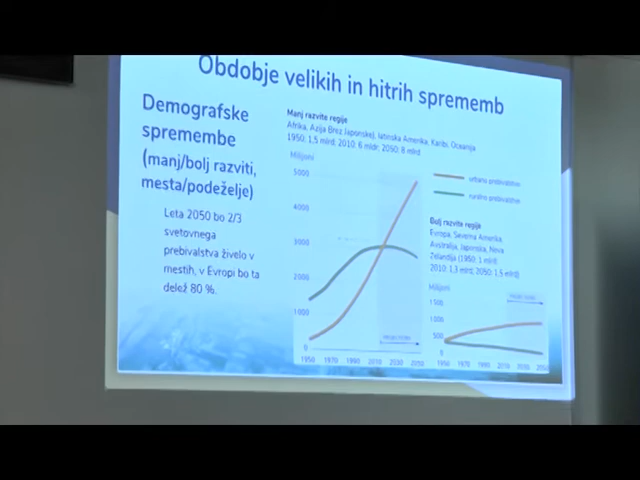 Obdobje velikih in hitrih sprememb
Demografske
spremembe
(manj/bolj razviti,
mesta/podeželje)
Leta 2050 bo 2/3
svetovnega
prebivalstva živelo v
mestih, v Evropi bo ta
delež 80 %.
Manj razvite regije
Afrika, Azija (brez Japonske), latinska Amerika, Karibi, Oceanija
1950: 1,5 mlrd; 2010: 6 mldr; 2050: 8 mlrd
Milijoni
5000
4000
3000
2000
1000
0
1950 1970 1990 2010 2030 2050
urbano prebivalstvo
ruralno prebivalstvo
Bolj razvite regije
Evropa, Severna Amerika,
Avstralija, Japonska, Nova
Zelandija (1950: 1 mlrd
2010: 1,3 mlrd; 2050: 1,5 mlrd)
Milijoni
1500
1000
500
0
1950 1970 1990 2010 2030 2050